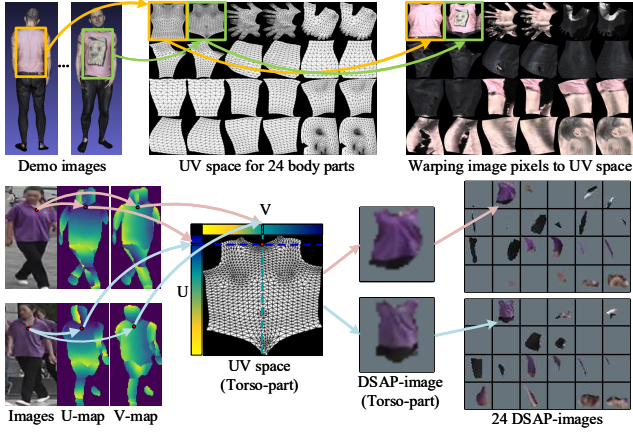 Demo images
UV space for 24 body parts
Warping image pixels to UV space
V
U
UV space
(Torso-part)
DSAP-image
(Torso-part)
Images
U-map
V-map
24 DSAP-images